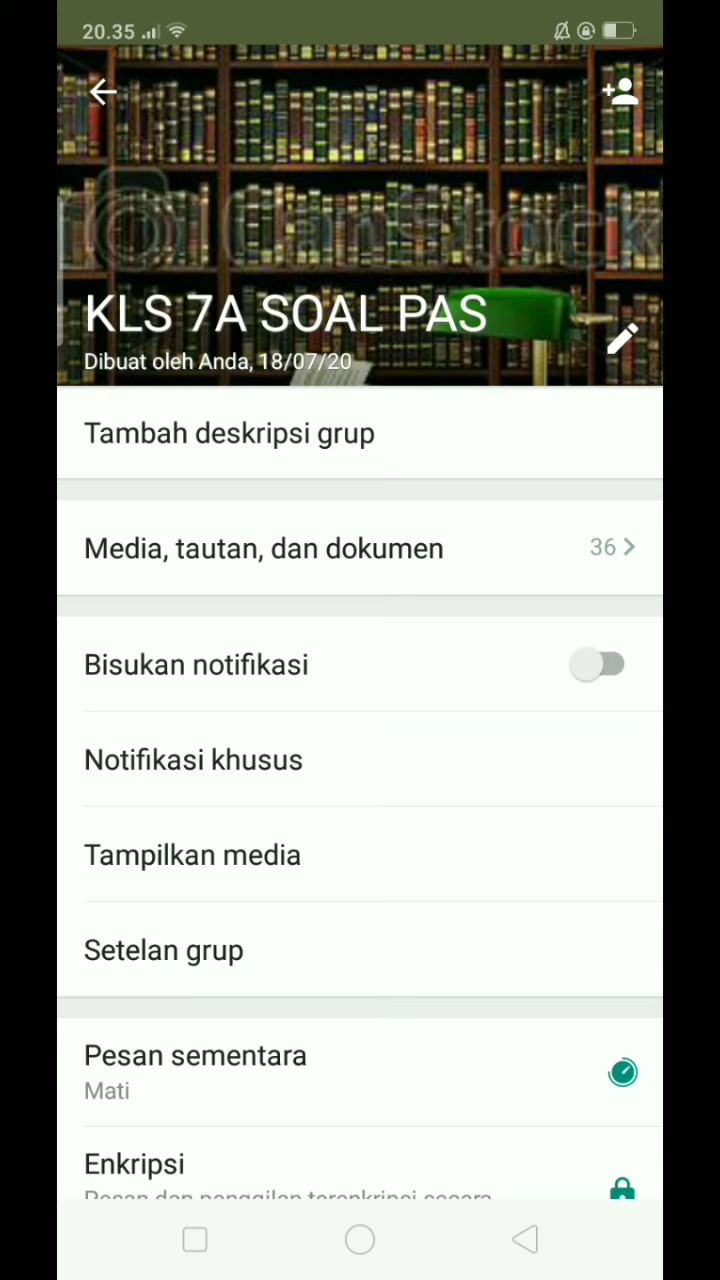 20.35
CanStock
KLS 7A SOAL PAS
Dibuat oleh Anda, 18/07/20
Tambah deskripsi grup
Media, tautan, dan dokumen 36
Bisukan notifikasi
Notifikasi khusus
Tampilkan media
Setelan grup
Pesan sementara
Mati
Enkripsi
Pesan dan panggilan terenkripsi secara